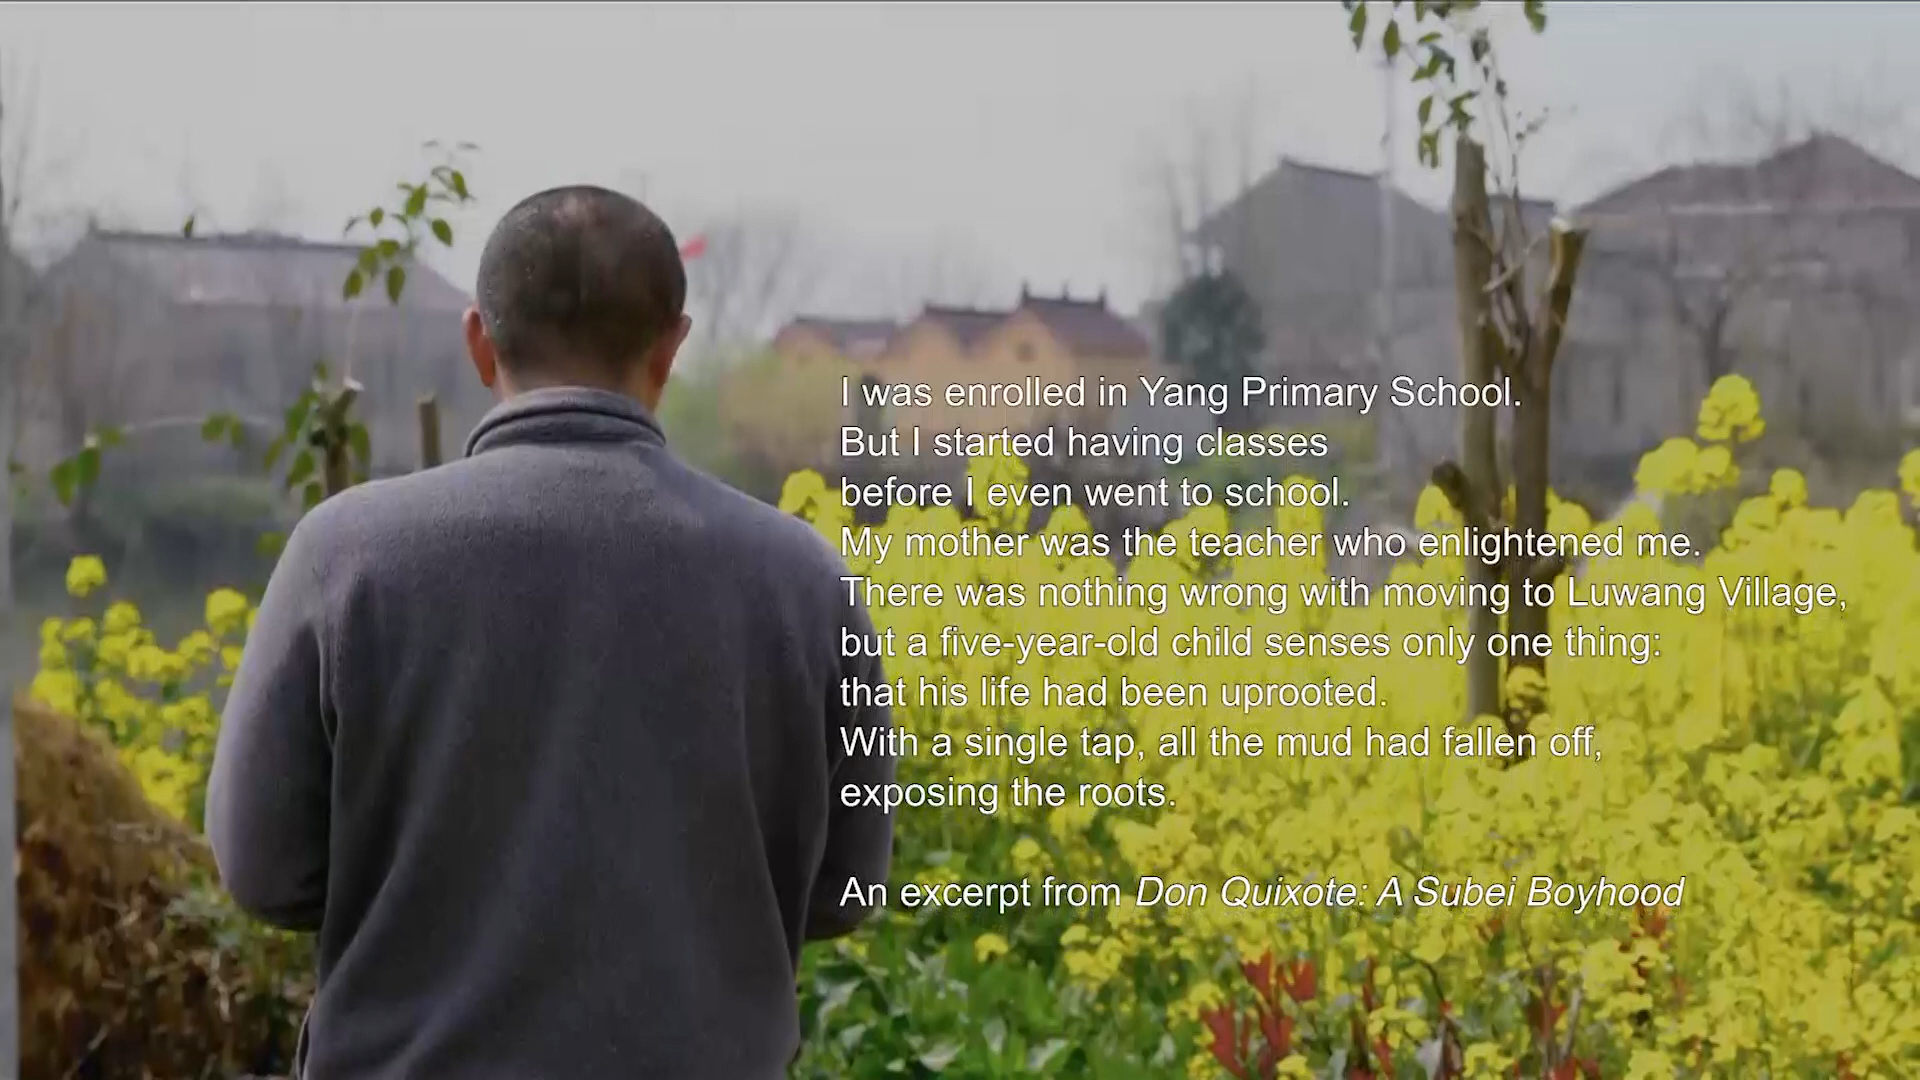 I was enrolled in Yang Primary School.
But I started having classes
before I even went to school.
My mother was the teacher who enlightened me.
There was nothing wrong with moving to Luwang Village,
but a five-year-old child senses only one thing:
that his life had been uprooted.
With a single tap, all the mud had fallen off,
exposing the roots.
An excerpt from Don Quixote: A Subei Boyhood